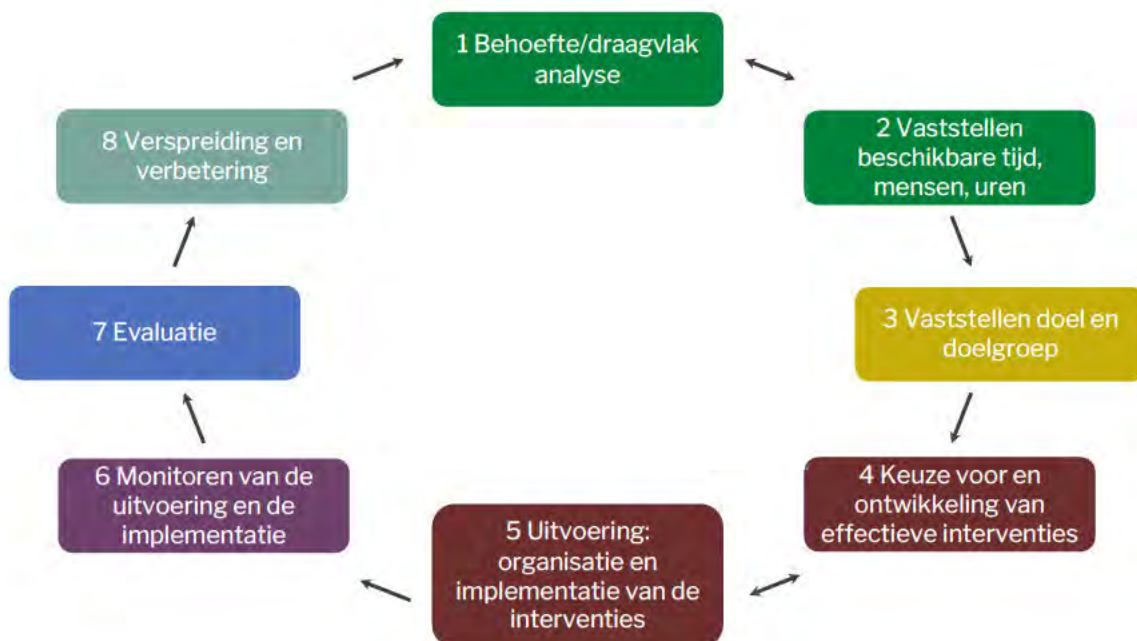 1 Behoefte/draagvlak
analyse
2 Vaststellen
beschikbare tijd,
mensen, uren
3 Vaststellen doel en
doelgroep
4 Keuze voor en
ontwikkeling van
effectieve interventies
5 Uitvoering:
organisatie en
implementatie van de
interventies
6 Monitoren van de
uitvoering en de
implementatie
7 Evaluatie
8 Verspreiding en
verbetering